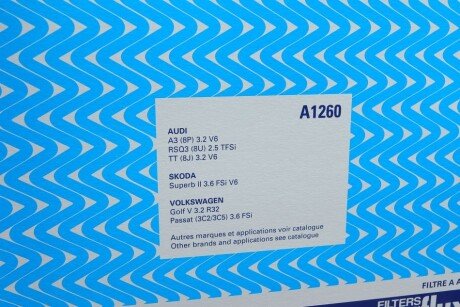 A1260
AUDI
A3 (8P) 3.2 V6
RSQ3 (8U) 2.5 TFSi
TT (8J) 3.2 V6
SKODA
Superb II 3.6 FSi V6
VOLKSWAGEN
Golf V 3.2 R32
Passat (3C2/3C5) 3.6 FSi
Autres marques et applications voir catalogue
Other brands and applications see catalogue
FILTRE A A
FILTERS